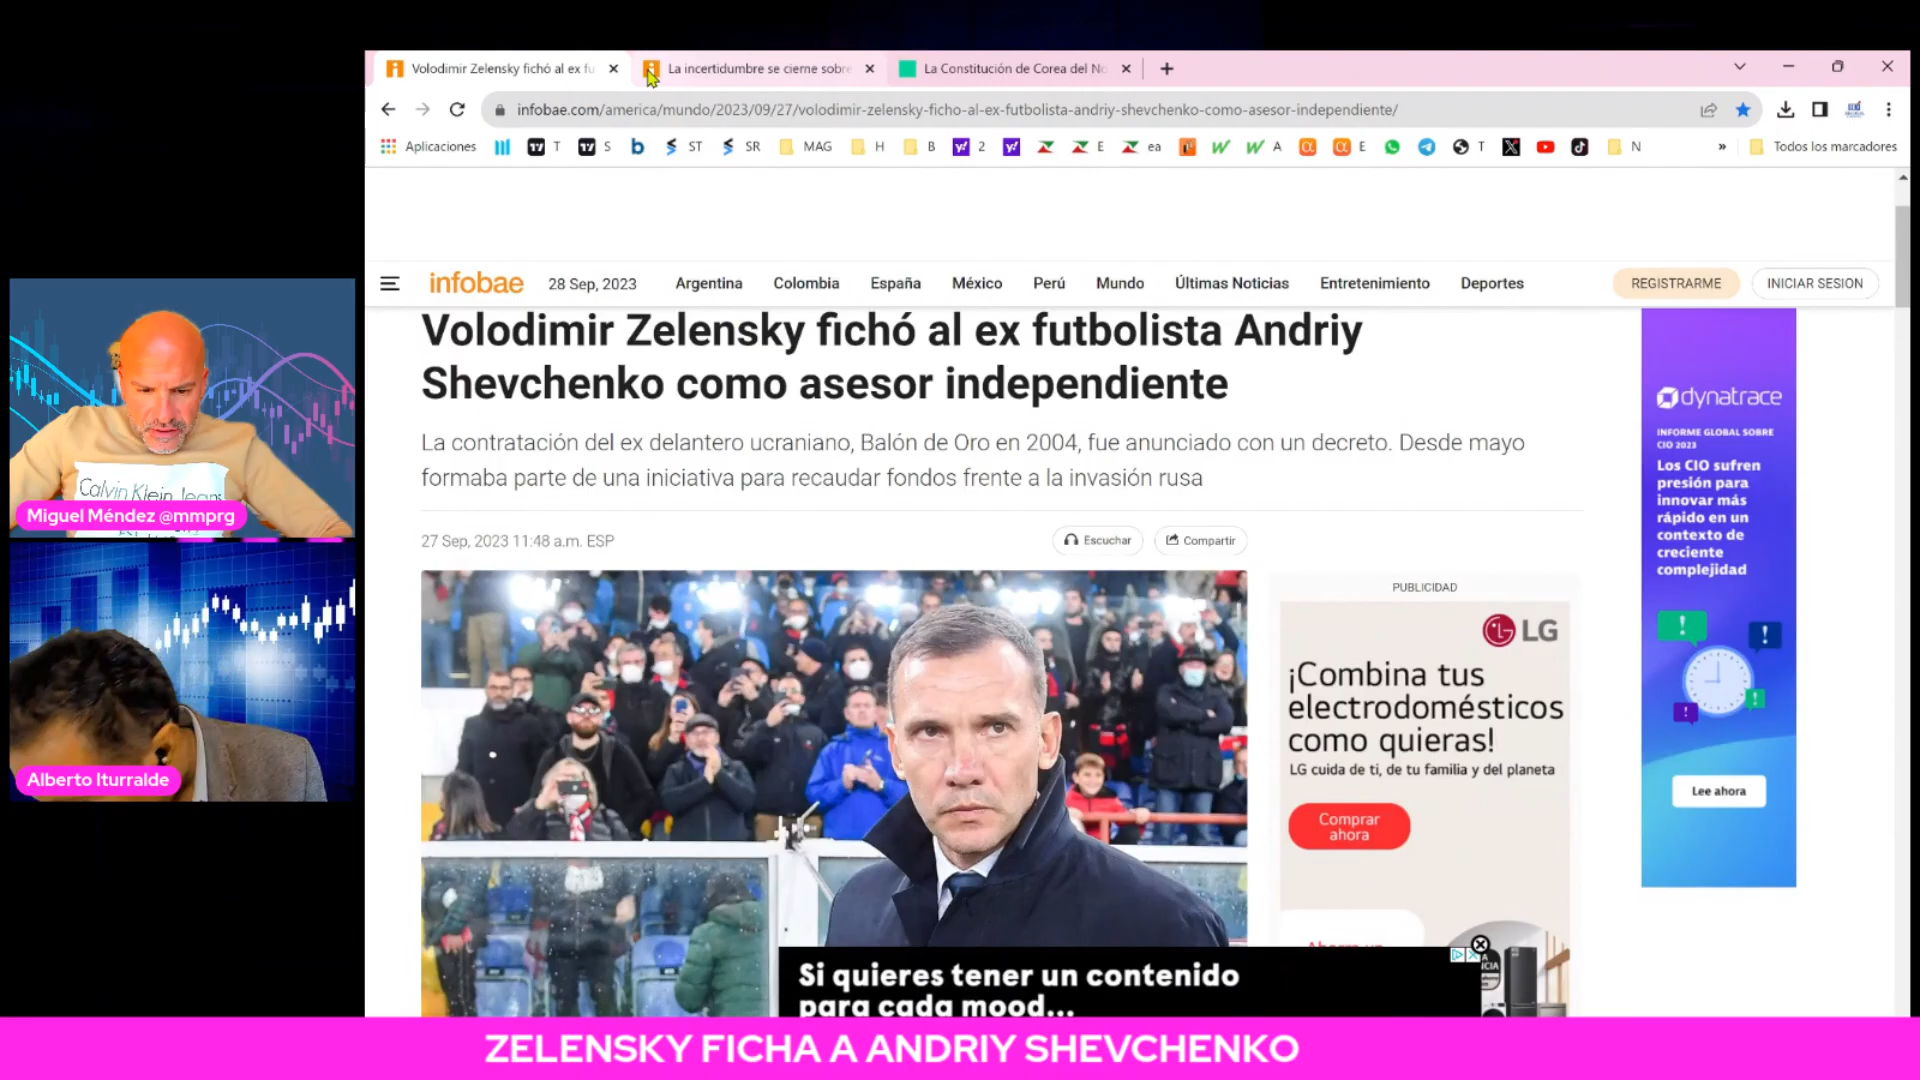 Volodimir Zelensky fichó al ex fu
La incertidumbre se cierne sobre
La Constitución de Corea del No
infobae.com/america/mundo/2023/09/27/volodimir-zelensky-ficho-al-ex-futbolista-andriy-shevchenko-como-asesor-independiente/
Aplicaciones T S ST SR MAG H B 2 E ea A E T N » Todos los marcadores
infobae 28 Sep, 2023 Argentina Colombia España México Perú Mundo Últimas Noticias Entretenimiento Deportes REGISTRARME INICIAR SESION
Volodimir Zelensky fichó al ex futbolista Andriy
Shevchenko como asesor independiente
La contratación del ex delantero ucraniano, Balón de Oro en 2004, fue anunciado con un decreto. Desde mayo
formaba parte de una iniciativa para recaudar fondos frente a la invasión rusa
27 Sep, 2023 11:48 a.m. ESP
Escuchar
Compartir
Calvin Klein Jeans
Miguel Méndez @mmprg
Alberto Iturralde
PUBLICIDAD
LG
¡Combina tus
electrodomésticos
como quieras!
LG cuida de ti, de tu familia y del planeta
Comprar
ahora
dynatrace
INFORME GLOBAL SOBRE
CIO 2023
Los CIO sufren
presión para
innovar más
rápido en un
contexto de
creciente
complejidad
Lee ahora
Si quieres tener un contenido
para cada mood...
ZELENSKY FICHA A ANDRIY SHEVCHENKO